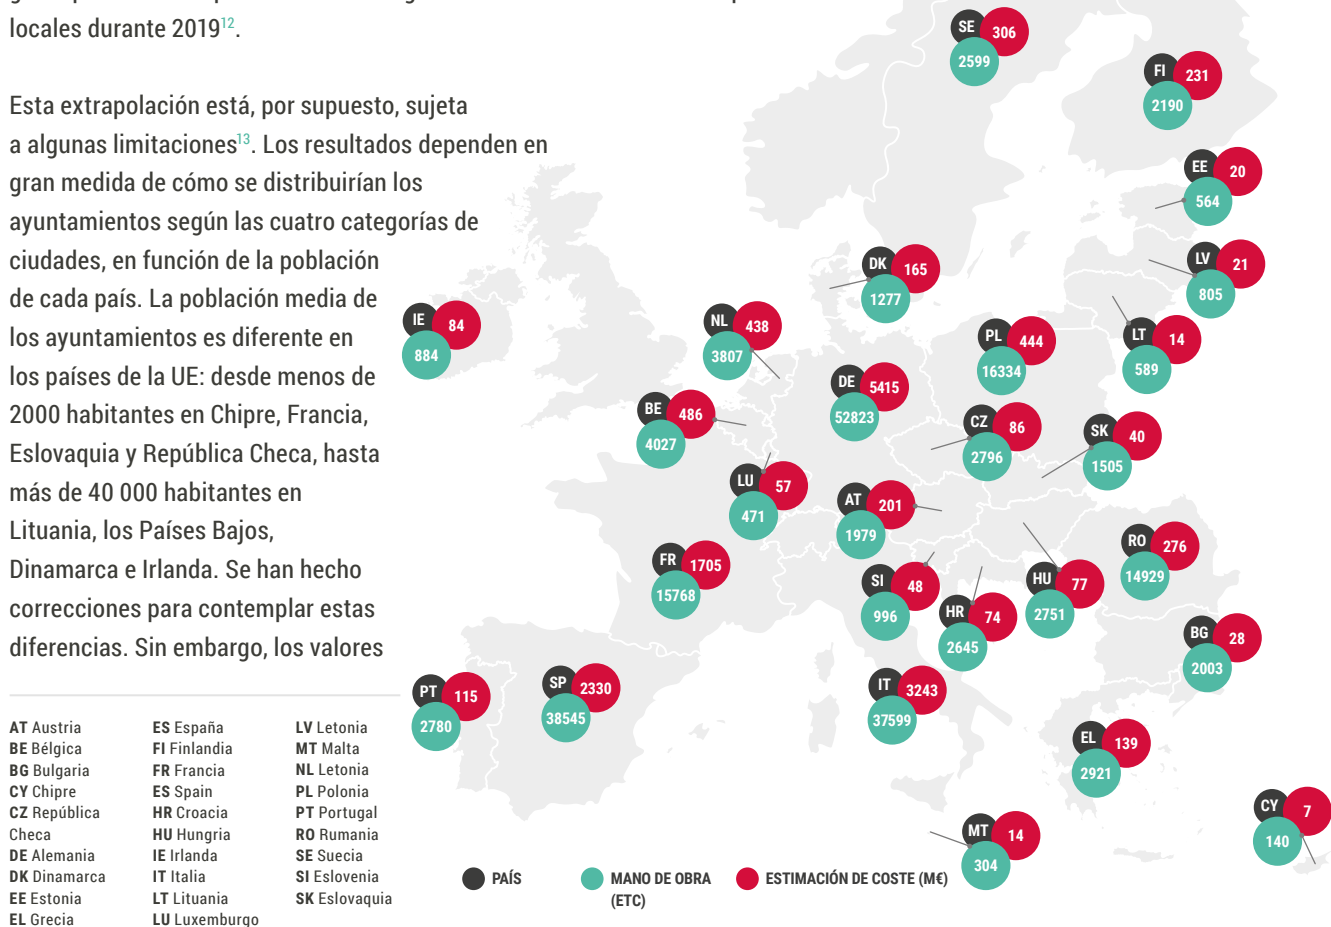 locales durante 2019¹².
Esta extrapolación está, por supuesto, sujeta
a algunas limitaciones¹³. Los resultados dependen en
gran medida de cómo se distribuirían los
ayuntamientos según las cuatro categorías de
ciudades, en función de la población
de cada país. La población media de
los ayuntamientos es diferente en
los países de la UE: desde menos de
2000 habitantes en Chipre, Francia,
Eslovaquia y República Checa, hasta
más de 40 000 habitantes en
Lituania, los Países Bajos,
Dinamarca e Irlanda. Se han hecho
correcciones para contemplar estas
diferencias. Sin embargo, los valores
AT Austria
BE Bélgica
BG Bulgaria
CY Chipre
CZ República
Checa
DE Alemania
DK Dinamarca
EE Estonia
EL Grecia
ES España
FI Finlandia
FR Francia
ES Spain
HR Croacia
HU Hungria
IE Irlanda
IT Italia
LT Lituania
LU Luxemburgo
LV Letonia
MT Malta
NL Letonia
PL Polonia
PT Portugal
RO Rumania
SE Suecia
SI Eslovenia
SK Eslovaquia
SE 306
2599
FI 231
2190
EE 20
564
LV 21
805
LT 14
589
DK 165
1277
IE 84
884
NL 438
3807
PL 444
16334
DE 5415
52823
BE 486
4027
CZ 86
2796
SK 40
1505
LU 57
471
AT 201
1979
RO 276
14929
FR 1705
15768
SI 48
996
HU 77
2751
HR 74
2645
BG 28
2003
PT 115
2780
SP 2330
38545
IT 3243
37599
EL 139
2921
CY 7
140
MT 14
304
PAÍS
MANO DE OBRA
(ETC)
ESTIMACIÓN DE COSTE (M€)